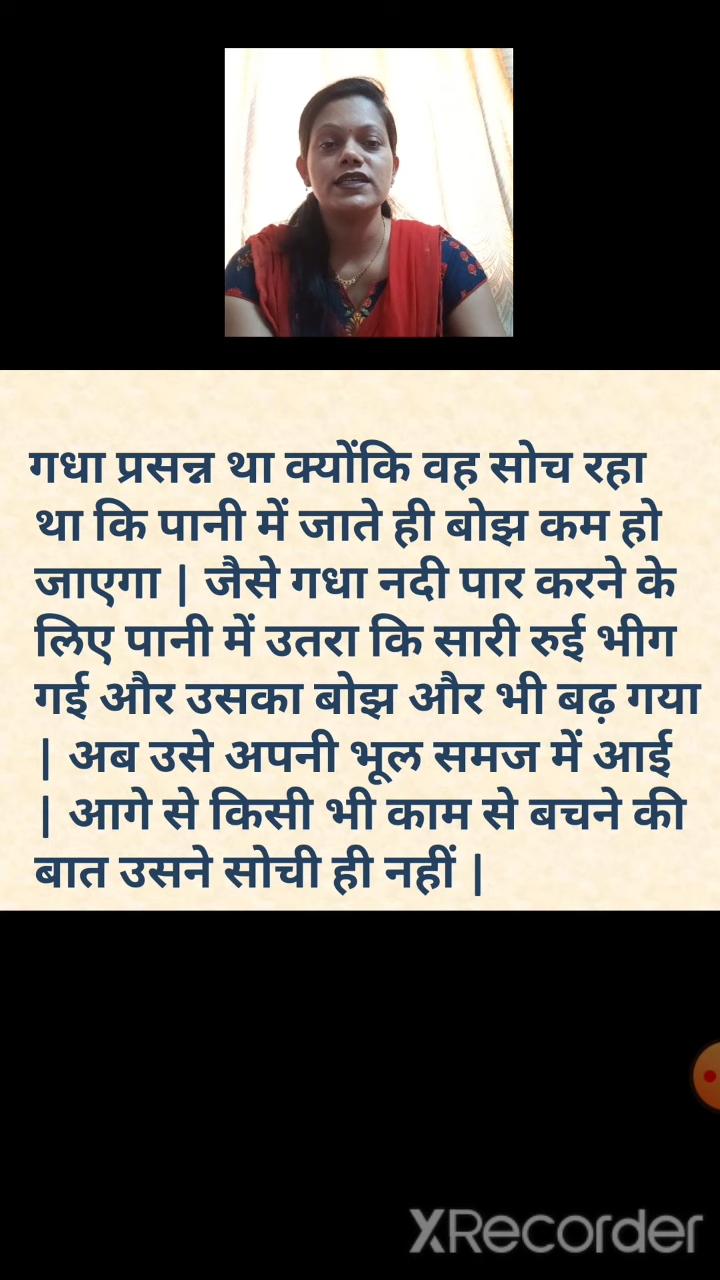 गधा प्रसन्न था क्योंकि वह सोच रहा
था कि पानी में जाते ही बोझ कम हो
जाएगा | जैसे गधा नदी पार करने के
लिए पानी में उतरा कि सारी रुई भीग
गई और उसका बोझ और भी बढ़ गया
| अब उसे अपनी भूल समज में आई
| आगे से किसी भी काम से बचने की
बात उसने सोची ही नहीं |
XRecorder